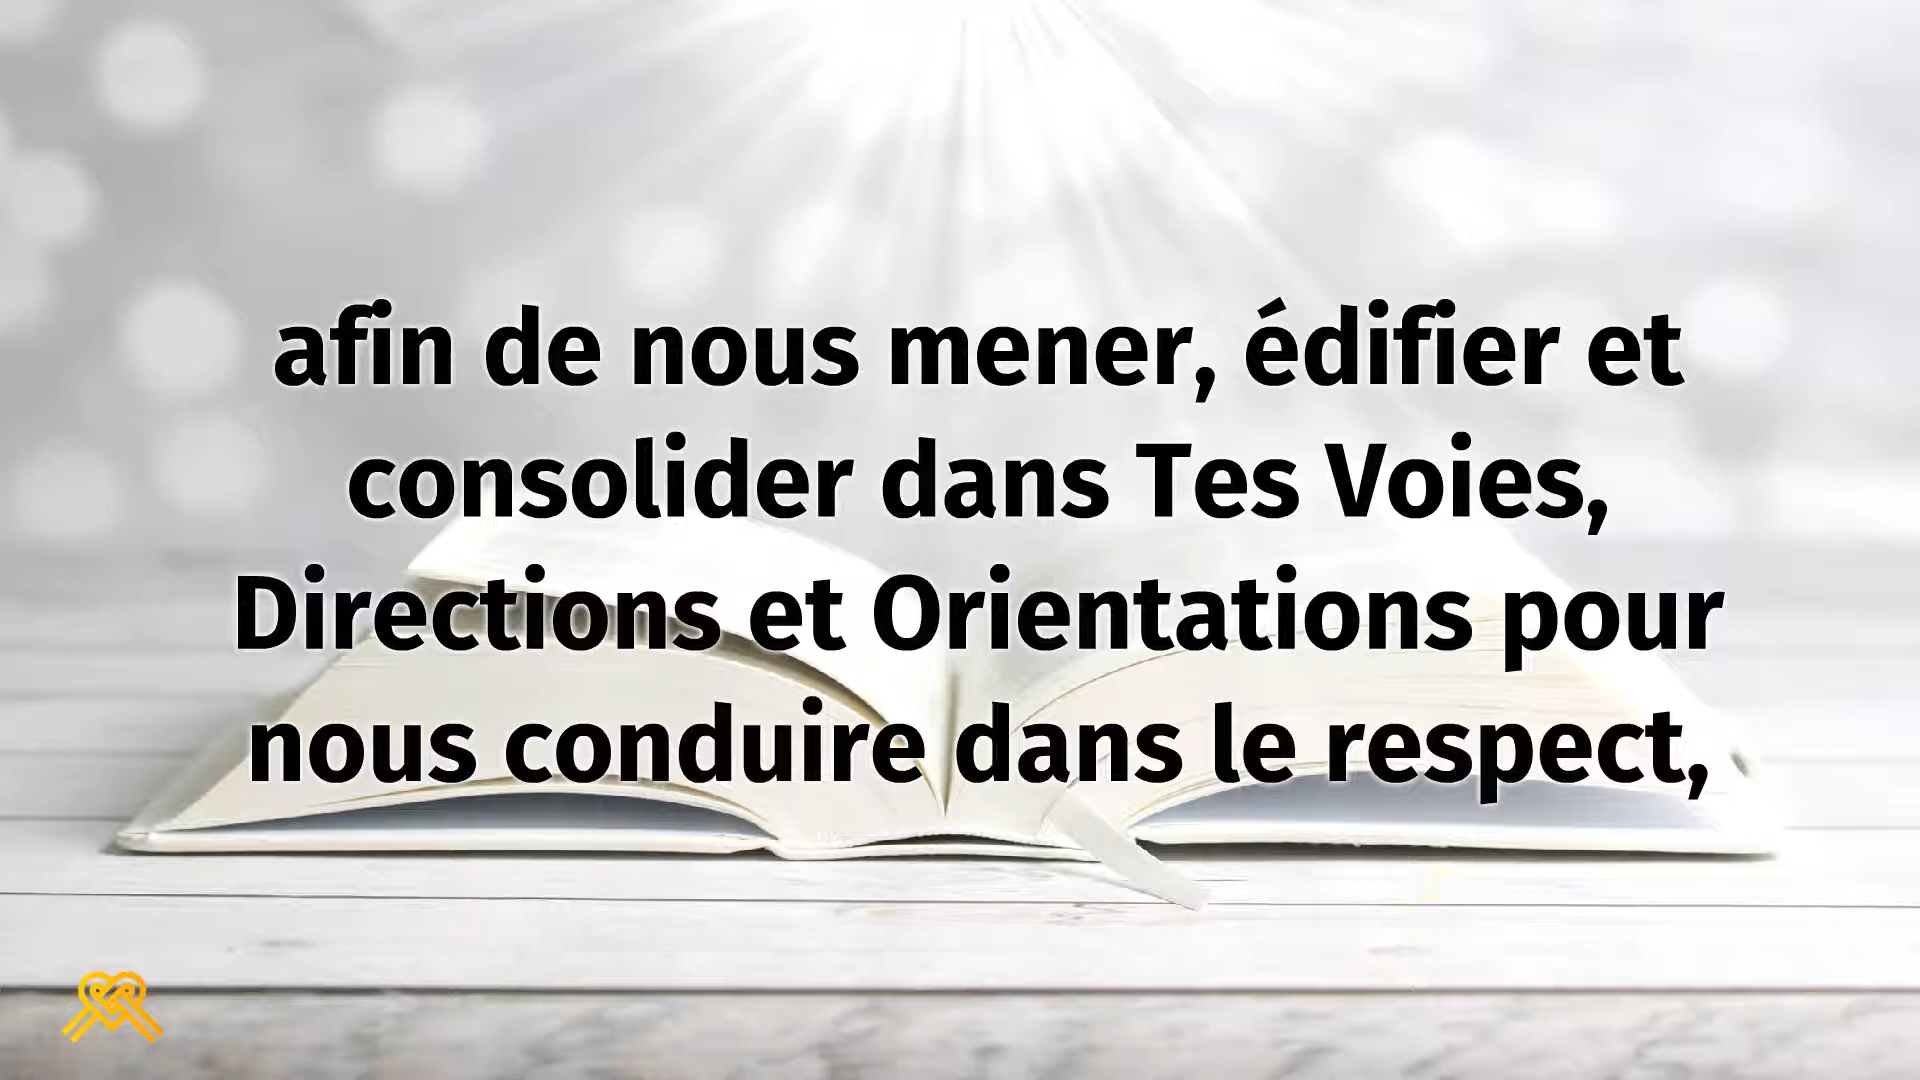 afin de nous mener, édifier et
consolider dans Tes Voies,
Directions et Orientations pour
nous conduire dans le respect,